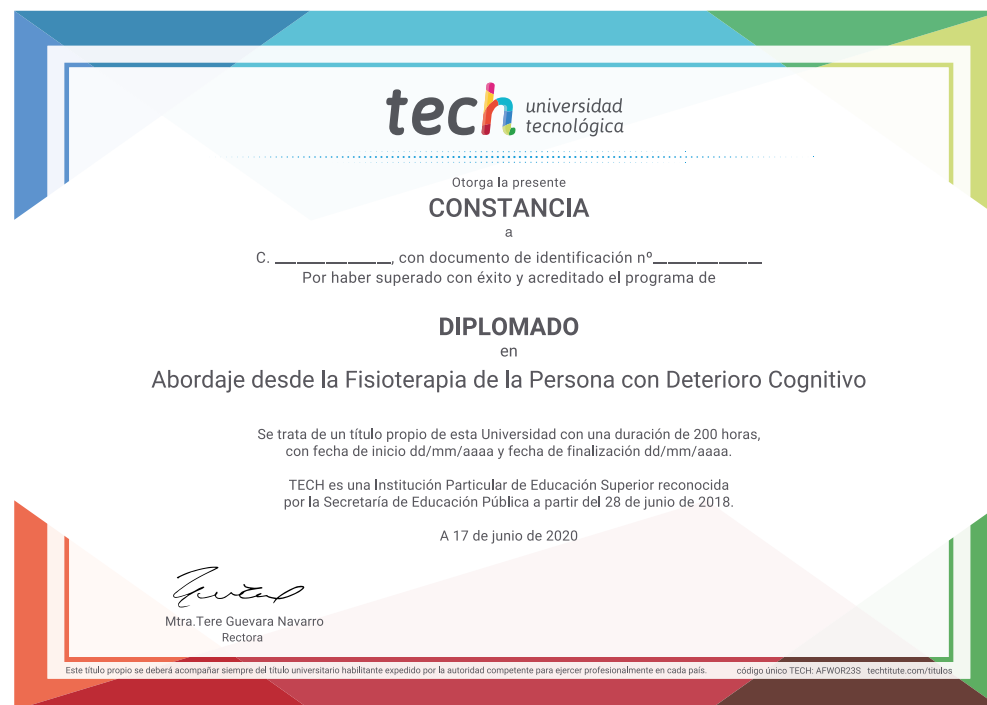 tech universidad
tecnológica
Otorga la presente
CONSTANCIA
a
C. ____________, con documento de identificación nº____________
Por haber superado con éxito y acreditado el programa de
DIPLOMADO
en
Abordaje desde la Fisioterapia de la Persona con Deterioro Cognitivo
Se trata de un título propio de esta Universidad con una duración de 200 horas,
con fecha de inicio dd/mm/aaaa y fecha de finalización dd/mm/aaaa.
TECH es una Institución Particular de Educación Superior reconocida
por la Secretaría de Educación Pública a partir del 28 de junio de 2018.
A 17 de junio de 2020
Mtra.Tere Guevara Navarro
Rectora
Este título propio se deberá acompañar siempre del título universitario habilitante expedido por la autoridad competente para ejercer profesionalmente en cada país. código único TECH: AFWOR23S techtitute.com/titulos